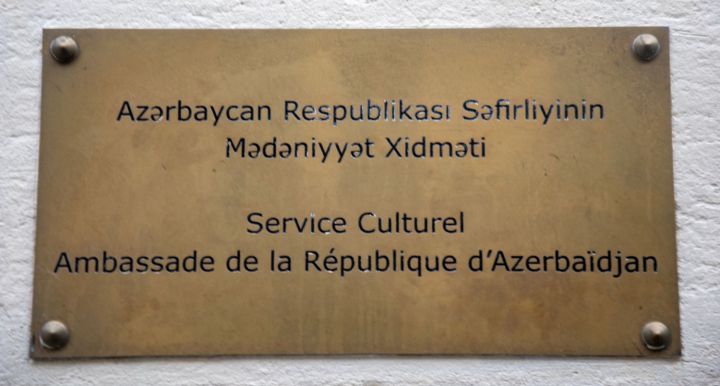 Azərbaycan Respublikası Səfirliyinin
Mədəniyyət Xidməti
Service Culturel
Ambassade de la République d'Azerbaïdjan